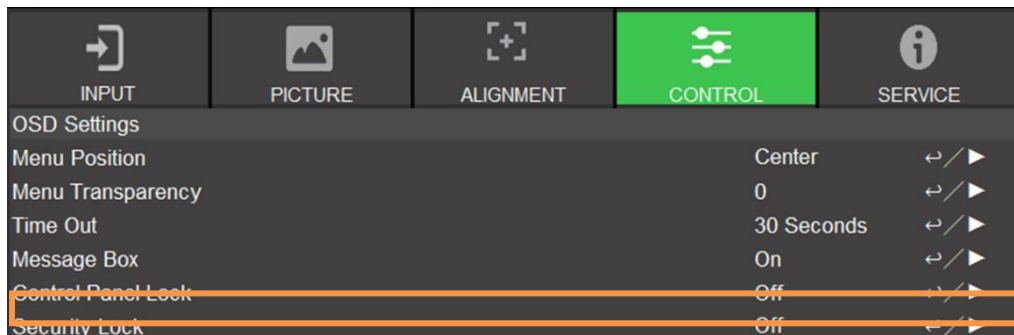 INPUT PICTURE ALIGNMENT CONTROL SERVICE
OSD Settings
Menu Position Center
Menu Transparency 0
Time Out 30 Seconds
Message Box On
Control Panel Lock Off
Security Lock Off